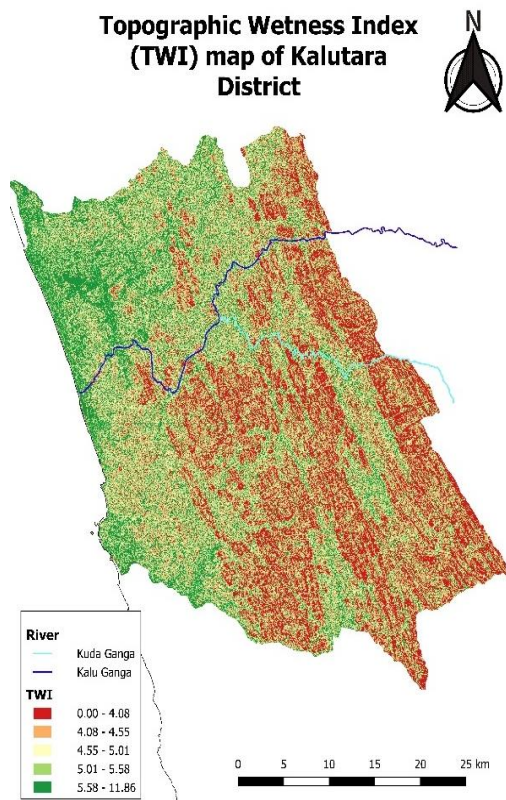 Topographic Wetness Index
(TWI) map of Kalutara
District
N
River
Kuda Ganga
Kalu Ganga
TWI
0.00 - 4.08
4.08 - 4.55
4.55 - 5.01
5.01 - 5.58
5.58 - 11.86
0 5 10 15 20 25 km